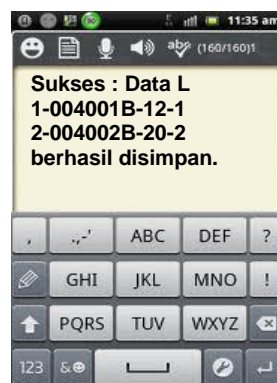 11:35 am
aby (160/160)1
Sukses : Data L
1-004001B-12-1
2-004002B-20-2
berhasil disimpan.
, .,-' ABC DEF ?
GHI JKL MNO !
PQRS TUV WXYZ
123 &